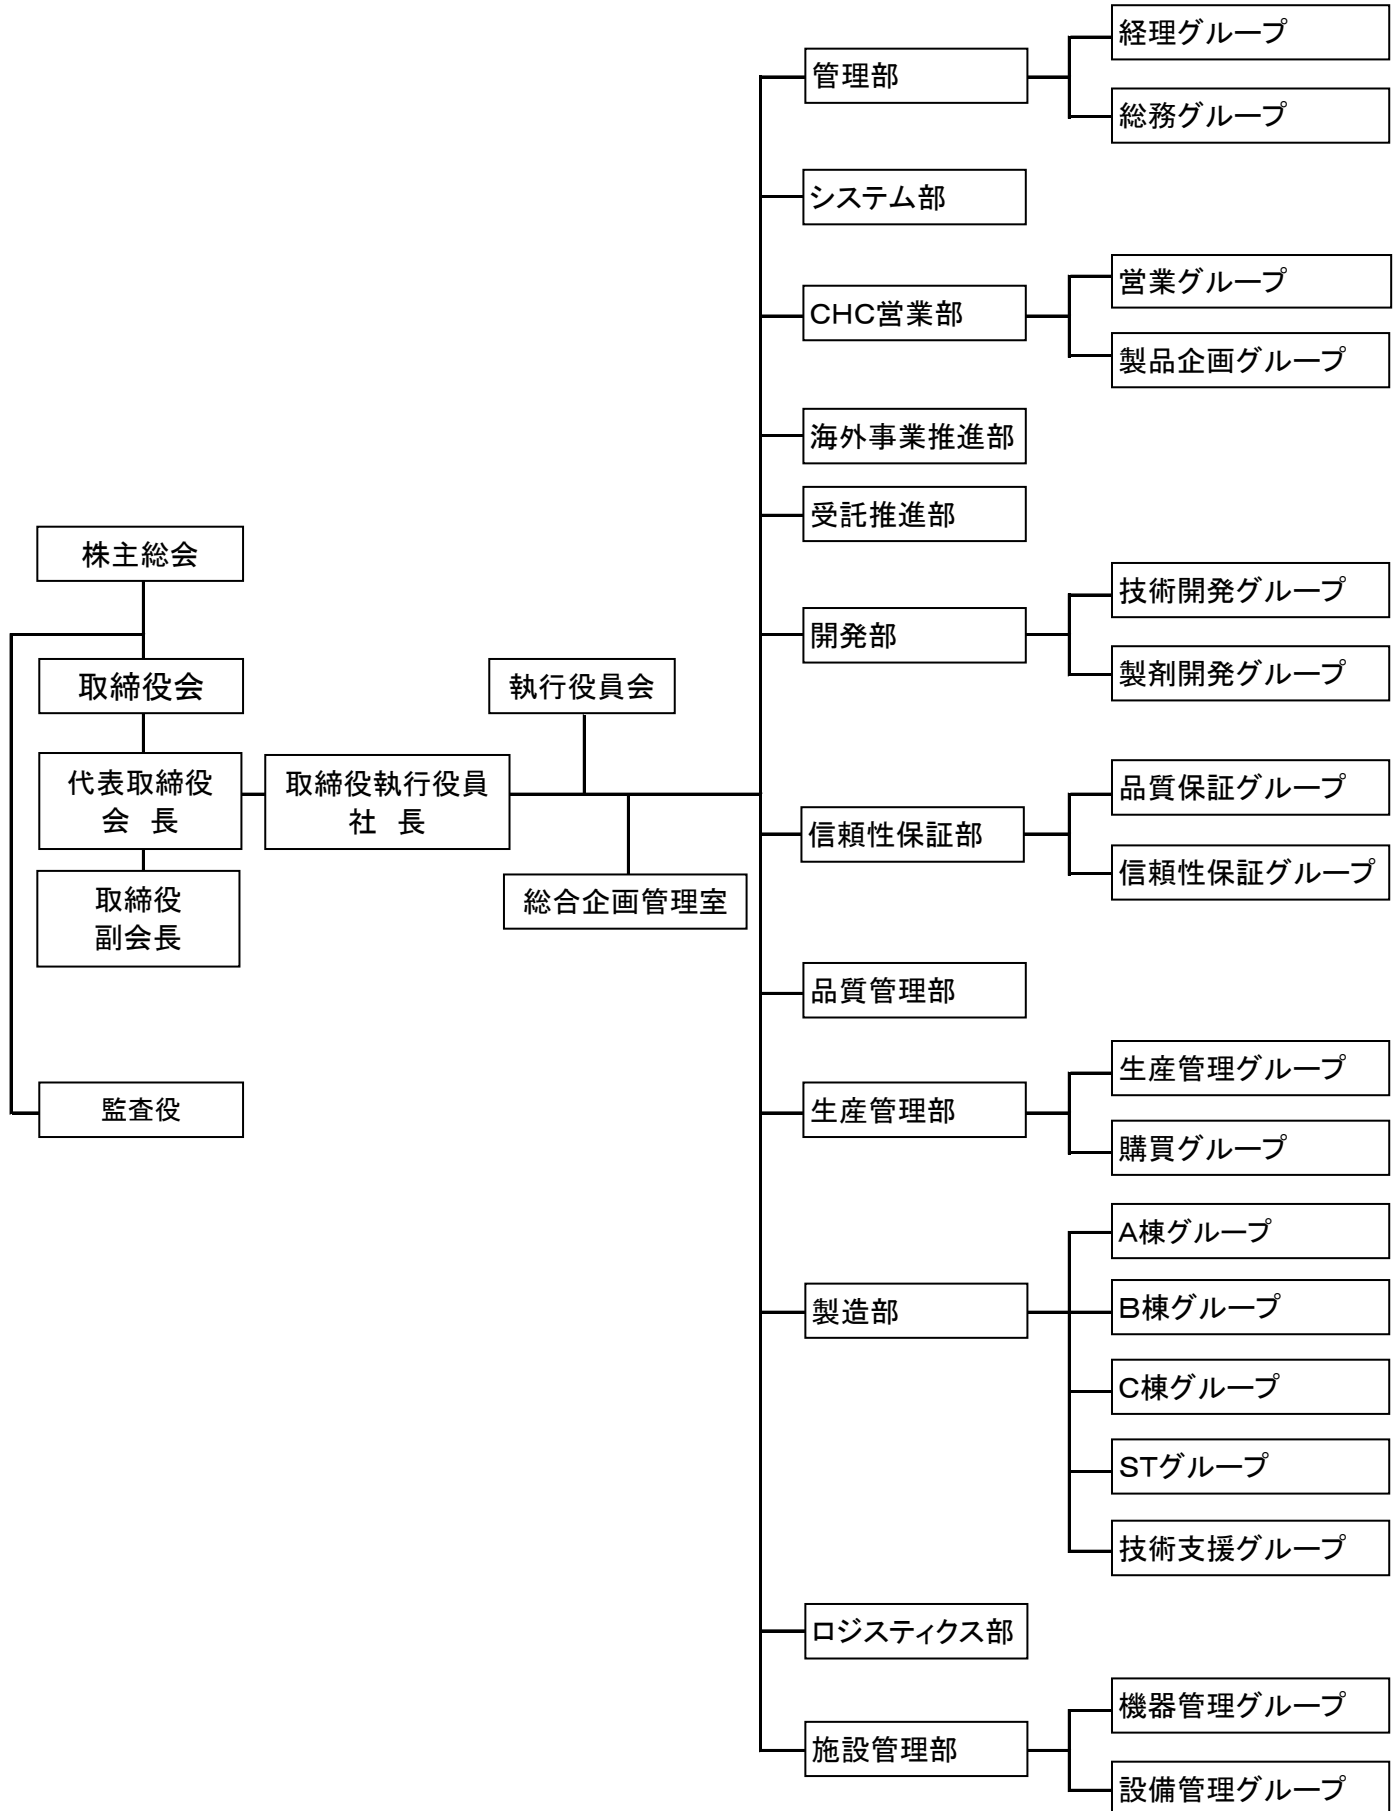 株主総会
取締役会
代表取締役
会 長
取締役
副会長
監査役
取締役執行役員
社 長
執行役員会
総合企画管理室
管理部
経理グループ
総務グループ
システム部
CHC営業部
営業グループ
製品企画グループ
海外事業推進部
受託推進部
開発部
技術開発グループ
製剤開発グループ
信頼性保証部
品質保証グループ
信頼性保証グループ
品質管理部
生産管理部
生産管理グループ
購買グループ
製造部
A棟グループ
B棟グループ
C棟グループ
STグループ
技術支援グループ
ロジスティクス部
施設管理部
機器管理グループ
設備管理グループ